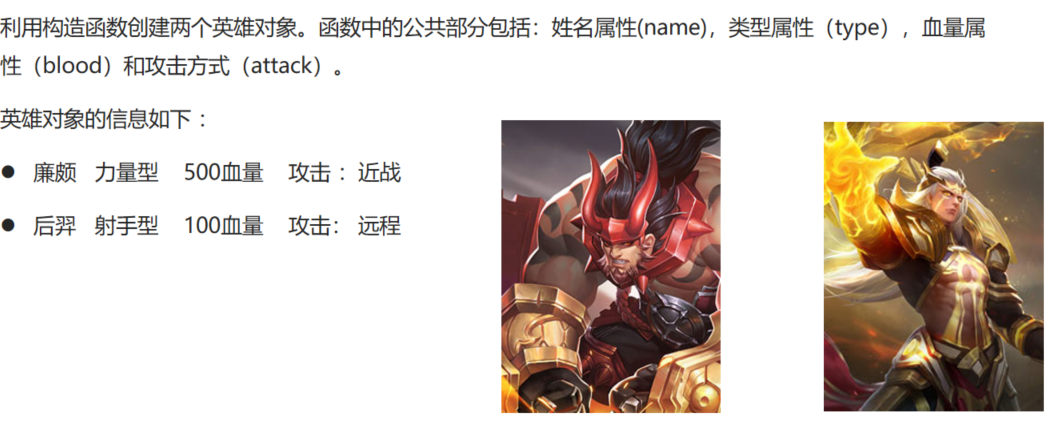 利用构造函数创建两个英雄对象。函数中的公共部分包括：姓名属性(name)，类型属性（type），血量属
性（blood）和攻击方式（attack）。
英雄对象的信息如下：
● 廉颇 力量型 500血量 攻击：近战
● 后羿 射手型 100血量 攻击： 远程